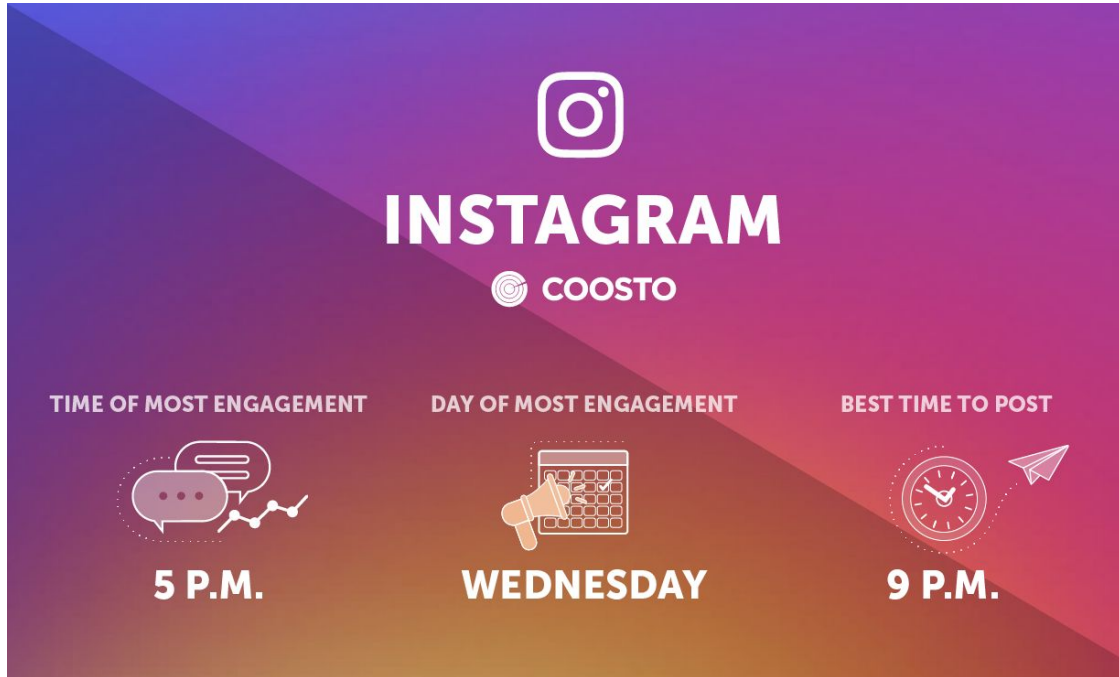 INSTAGRAM
COOSTO
TIME OF MOST ENGAGEMENT
5 P.M.
DAY OF MOST ENGAGEMENT
WEDNESDAY
BEST TIME TO POST
9 P.M.